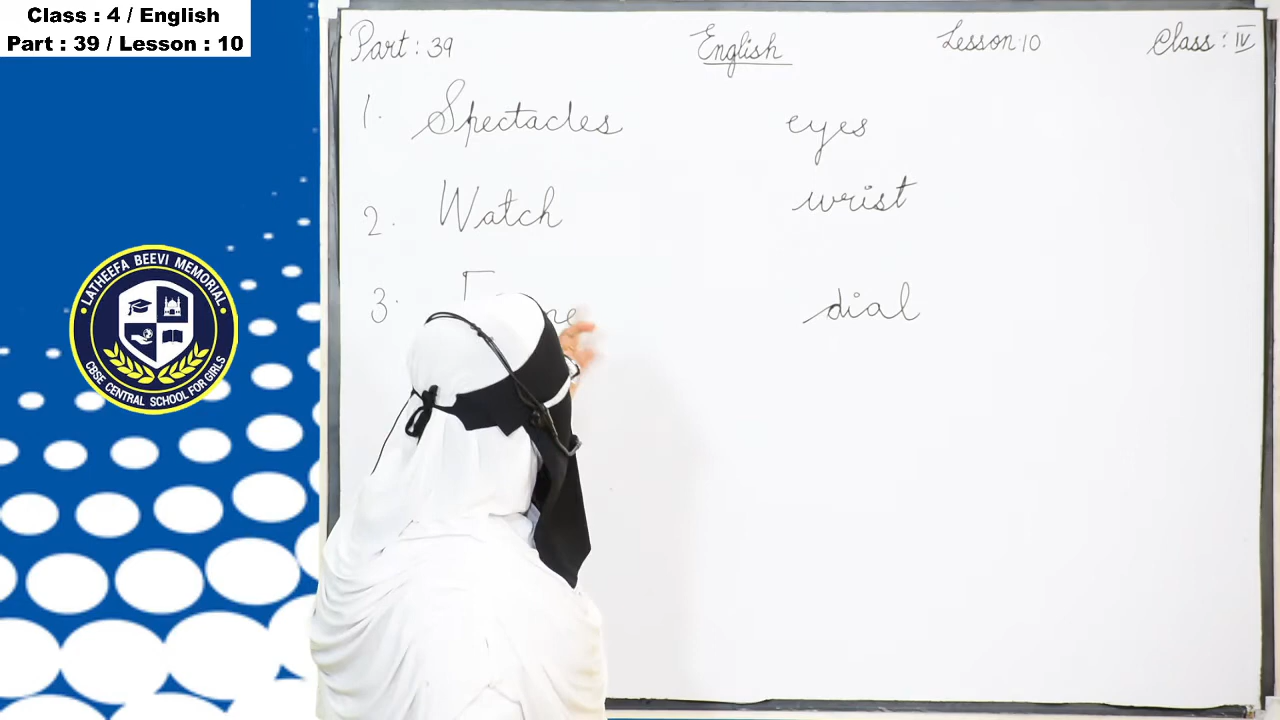 Class : 4 / English
Part : 39 / Lesson : 10
Part : 39 English Lesson:10 Class : IV
1. Spectacles eyes
2. Watch wrist
3. dial
LATHEEFA BEEVI MEMORIAL
CBSE CENTRAL SCHOOL FOR GIRLS